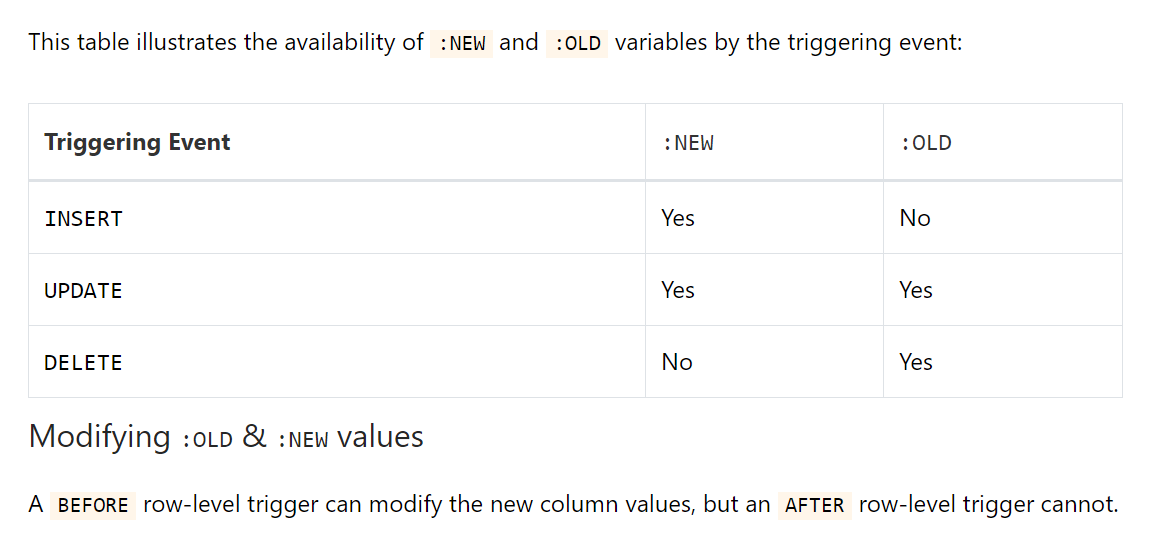 This table illustrates the availability of :NEW and :OLD variables by the triggering event:
Triggering Event :NEW :OLD
INSERT Yes No
UPDATE Yes Yes
DELETE No Yes
Modifying :OLD & :NEW values
A BEFORE row-level trigger can modify the new column values, but an AFTER row-level trigger cannot.